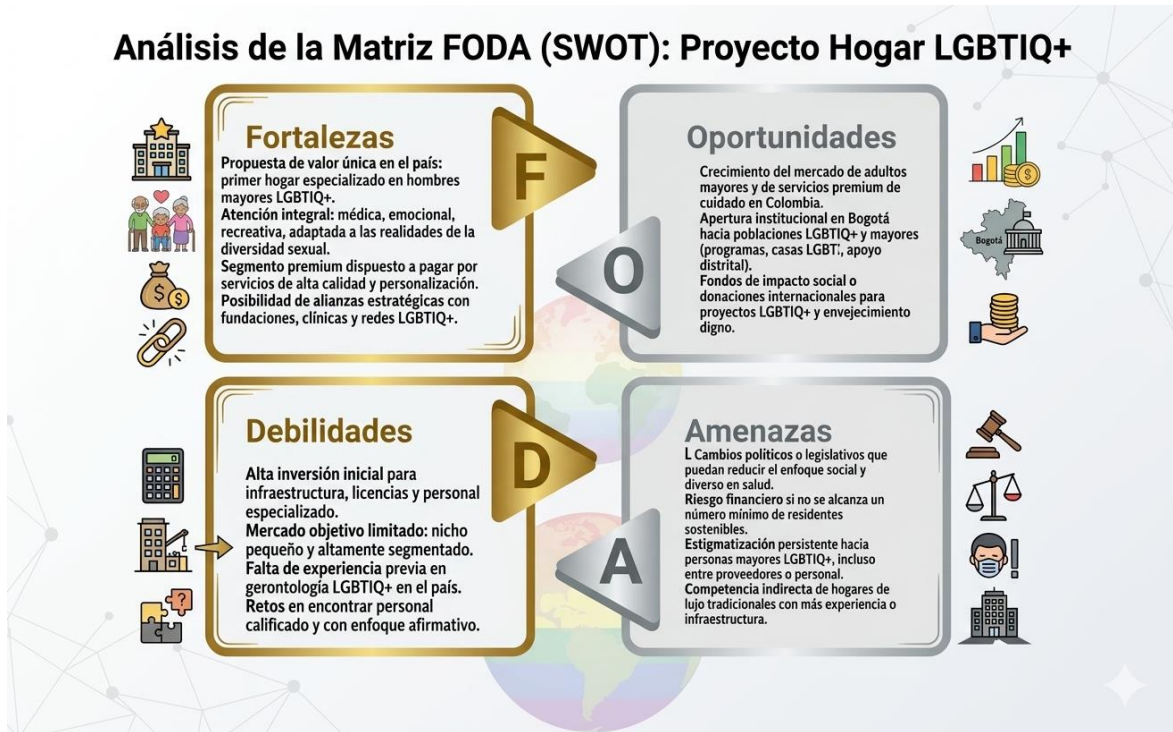 Análisis de la Matriz FODA (SWOT): Proyecto Hogar LGBTIQ+
Fortalezas
Propuesta de valor única en el país:
primer hogar especializado en hombres
mayores LGBTIQ+.
Atención integral: médica, emocional,
recreativa, adaptada a las realidades de la
diversidad sexual.
Segmento premium dispuesto a pagar por
servicios de alta calidad y personalización.
Posibilidad de alianzas estratégicas con
fundaciones, clínicas y redes LGBTIQ+.
F
Oportunidades
Crecimiento del mercado de adultos
mayores y de servicios premium de
cuidado en Colombia.
Apertura institucional en Bogotá
hacia poblaciones LGBTIQ+ y mayores
(programas, casas LGBT:, apoyo
distrital).
Fondos de impacto social o
donaciones internacionales para
proyectos LGBTIQ+ y envejecimiento
digno.
O
Bogotá
Debilidades
Alta inversión inicial para
infraestructura, licencias y personal
especializado.
Mercado objetivo limitado: nicho
pequeño y altamente segmentado.
Falta de experiencia previa en
gerontología LGBTIQ+ en el país.
Retos en encontrar personal
calificado y con enfoque afirmativo.
D
Amenazas
L Cambios políticos o legislativos que
puedan reducir el enfoque social y
diverso en salud.
Riesgo financiero si no se alcanza un
número mínimo de residentes
sostenibles.
Estigmatización persistente hacia
personas mayores LGBTIQ+, incluso
entre proveedores o personal.
Competencia indirecta de hogares de
lujo tradicionales con más experiencia o
infraestructura.
A